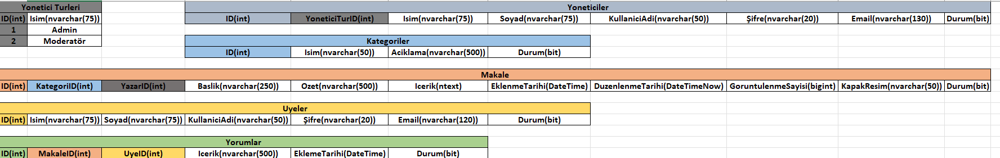 Yonetici Turleri Yoneticiler
ID(int) Isim(nvarchar(75)) ID(int) YoneticiTurID(int) Isim(nvarchar(75)) Soyad(nvarchar(75)) KullaniciAdi(nvarchar(50)) Şifre(nvarchar(20)) Email(nvarchar(130)) Durum(bit)
1 Admin
2 Moderatör Kategoriler
ID(int) Isim(nvarchar(50)) Aciklama(nvarchar(500)) Durum(bit)
Makale
ID(int) KategoriID(int) YazarID(int) Baslik(nvarchar(250)) Ozet(nvarchar(500)) Icerik(ntext) EklenmeTarihi(DateTime) DuzenlenmeTarihi(DateTimeNow) GoruntulenmeSayisi(bigint) KapakResim(nvarchar(50)) Durum(bit)
Uyeler
ID(int) Isim(nvarchar(75)) Soyad(nvarchar(75)) KullaniciAdi(nvarchar(50)) Şifre(nvarchar(20)) Email(nvarchar(120)) Durum(bit)
Yorumlar
ID(int) MakaleID(int) UyeID(int) Icerik(nvarchar(500)) EklemeTarihi(DateTime) Durum(bit)